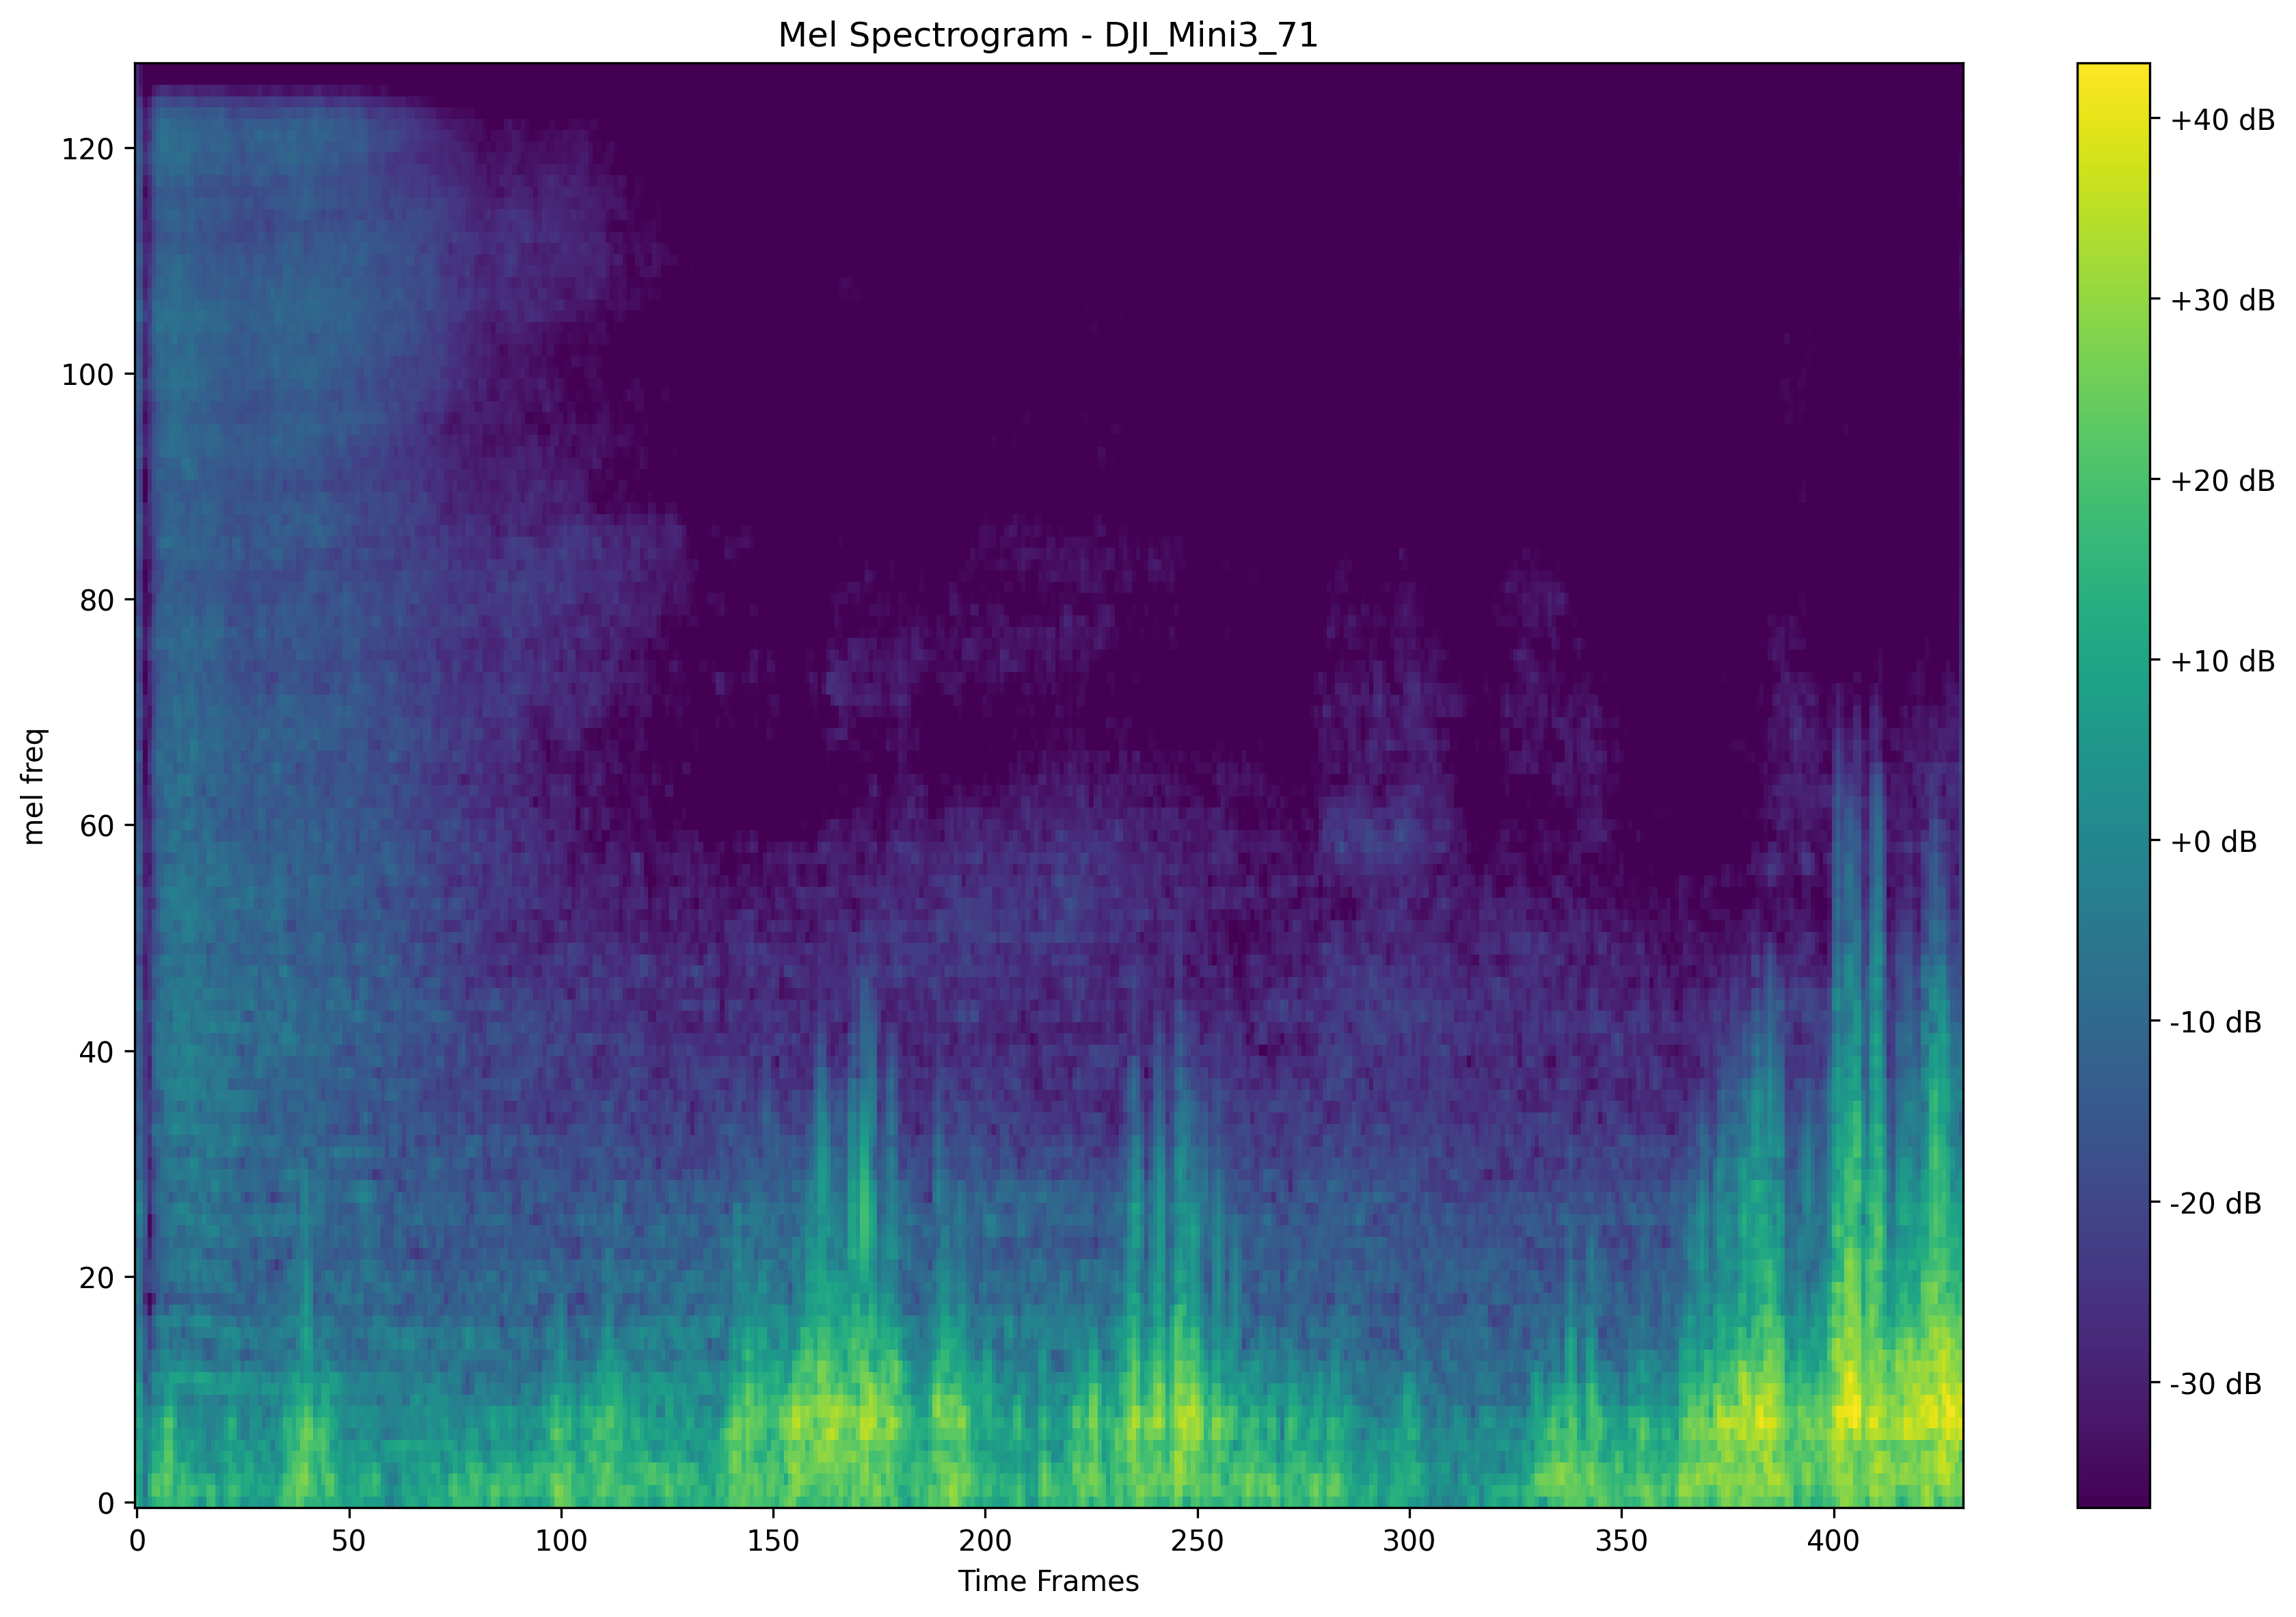 Mel Spectrogram - DJI_Mini3_71
mel freq
120
100
80
60
40
20
0
0 50 100 150 200 250 300 350 400
Time Frames
+40 dB
+30 dB
+20 dB
+10 dB
+0 dB
-10 dB
-20 dB
-30 dB